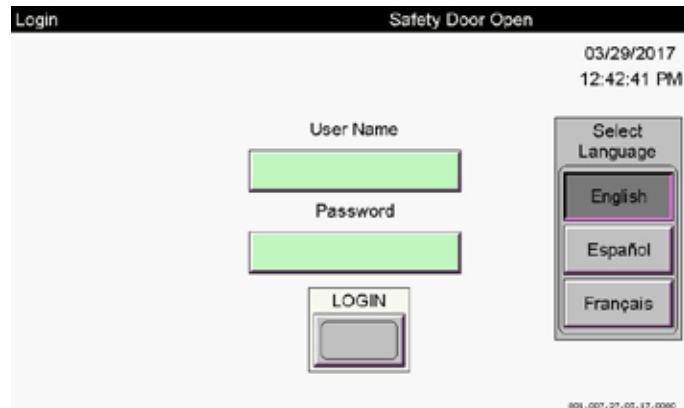 Login
Safety Door Open
03/29/2017
12:42:41 PM
User Name
Password
LOGIN
Select
Language
English
Español
Français